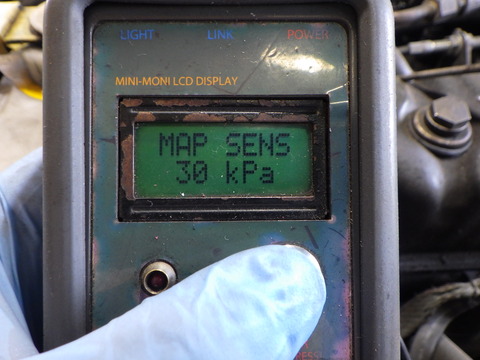 LIGHT LINK POWER
MINI-MONI LCD DISPLAY
MAP SENS
30 kPa